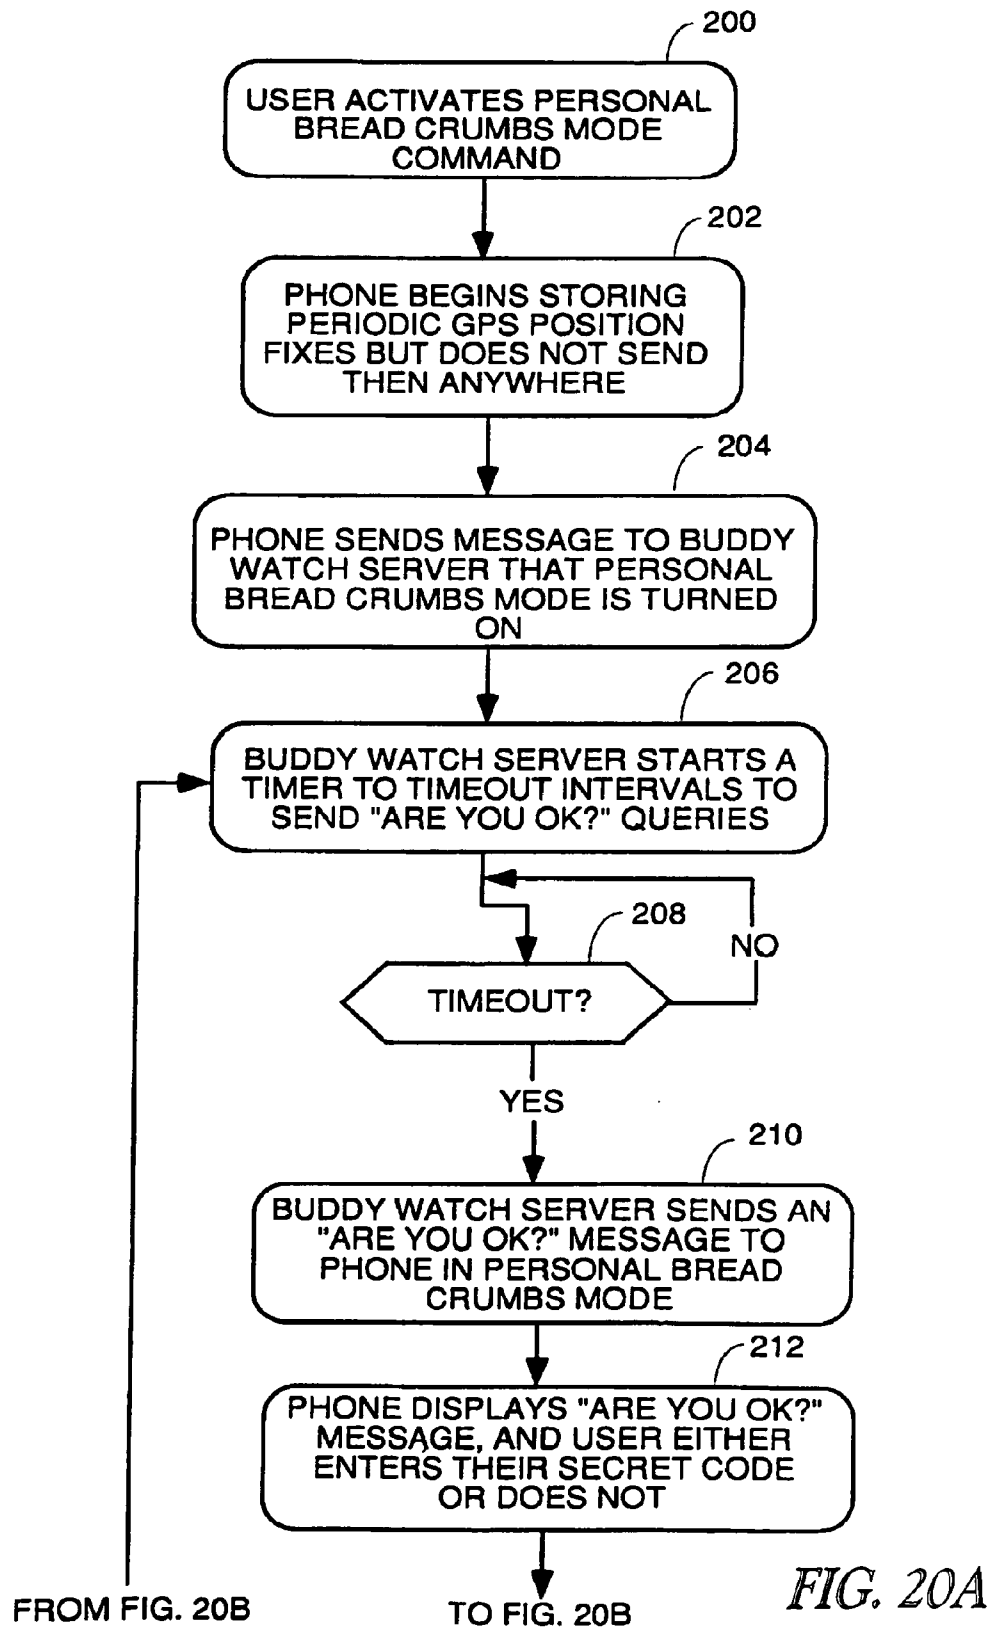 200
USER ACTIVATES PERSONAL
BREAD CRUMBS MODE
COMMAND
202
PHONE BEGINS STORING
PERIODIC GPS POSITION
FIXES BUT DOES NOT SEND
THEN ANYWHERE
204
PHONE SENDS MESSAGE TO BUDDY
WATCH SERVER THAT PERSONAL
BREAD CRUMBS MODE IS TURNED
ON
206
BUDDY WATCH SERVER STARTS A
TIMER TO TIMEOUT INTERVALS TO
SEND "ARE YOU OK?" QUERIES
208
NO
TIMEOUT?
YES
210
BUDDY WATCH SERVER SENDS AN
"ARE YOU OK?" MESSAGE TO
PHONE IN PERSONAL BREAD
CRUMBS MODE
212
PHONE DISPLAYS "ARE YOU OK?"
MESSAGE, AND USER EITHER
ENTERS THEIR SECRET CODE
OR DOES NOT
FROM FIG. 20B
TO FIG. 20B
FIG. 20A